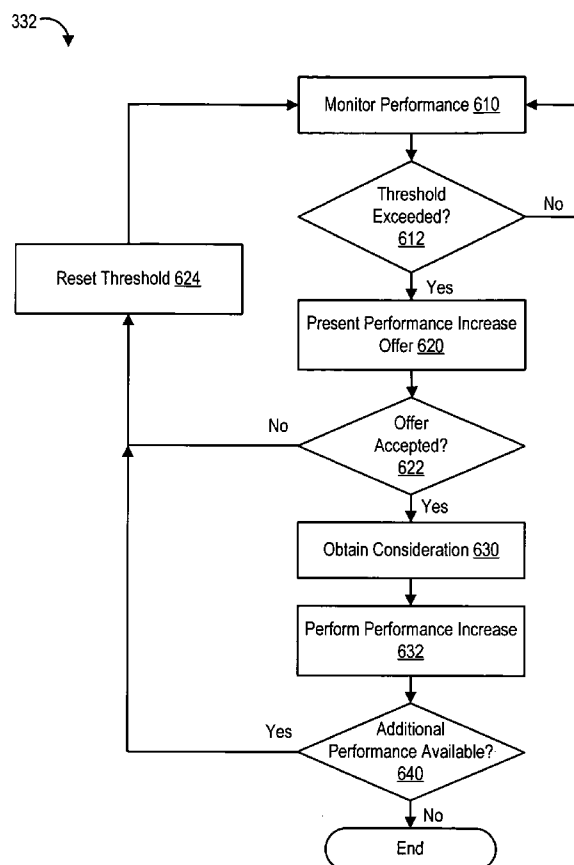 332
Monitor Performance 610
Threshold
Exceeded?
612
No
Reset Threshold 624
Yes
Present Performance Increase
Offer 620
No
Offer
Accepted?
622
Yes
Obtain Consideration 630
Perform Performance Increase
632
Yes
Additional
Performance Available?
640
No
End